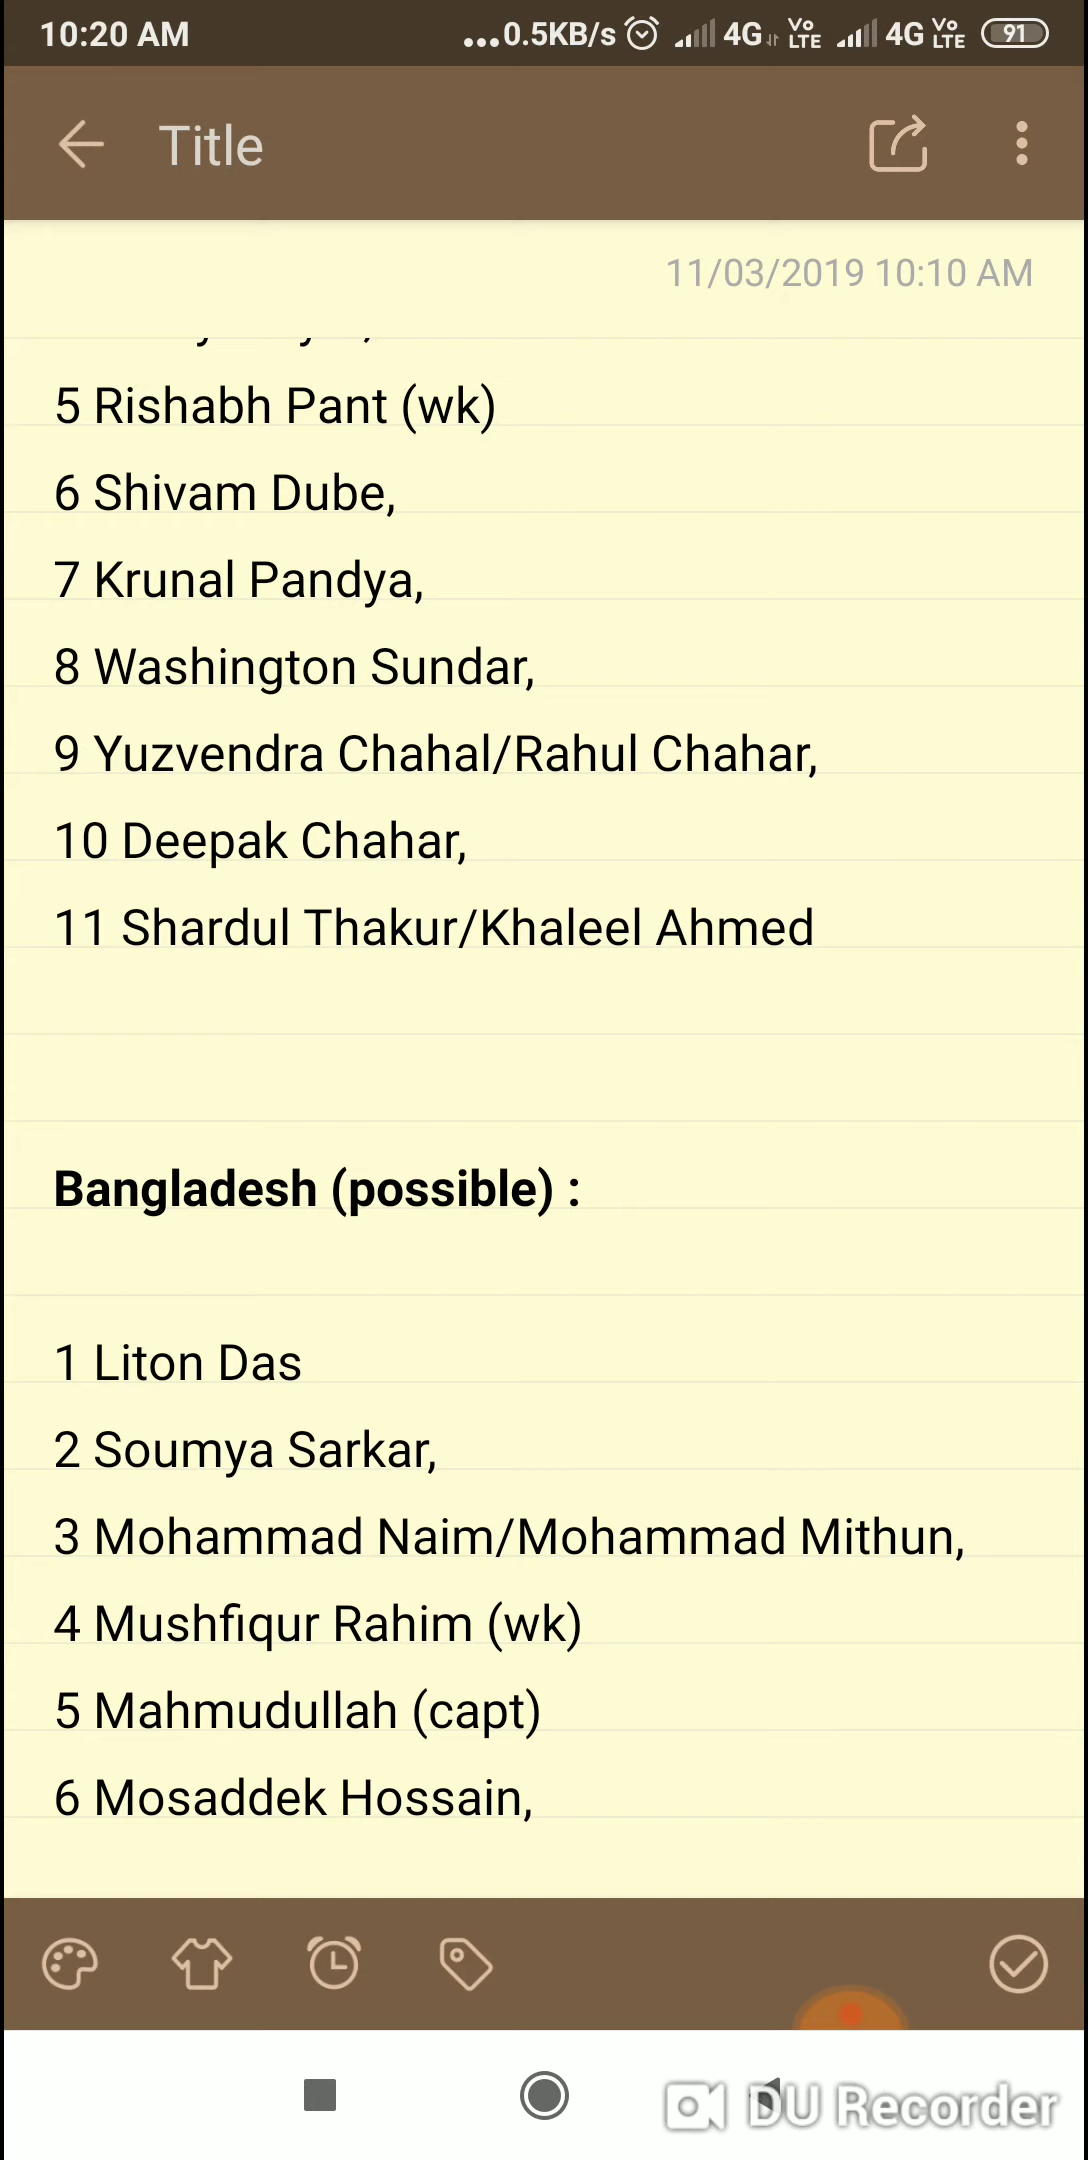 10:20 AM ...0.5KB/s 4G Vo LTE 4G Vo LTE 91
Title
11/03/2019 10:10 AM
5 Rishabh Pant (wk)
6 Shivam Dube,
7 Krunal Pandya,
8 Washington Sundar,
9 Yuzvendra Chahal/Rahul Chahar,
10 Deepak Chahar,
11 Shardul Thakur/Khaleel Ahmed
Bangladesh (possible) :
1 Liton Das
2 Soumya Sarkar,
3 Mohammad Naim/Mohammad Mithun,
4 Mushfiqur Rahim (wk)
5 Mahmudullah (capt)
6 Mosaddek Hossain,
DU Recorder